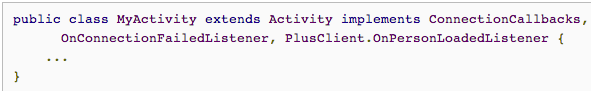 public class MyActivity extends Activity implements ConnectionCallbacks,
OnConnectionFailedListener, PlusClient.OnPersonLoadedListener {
...
}